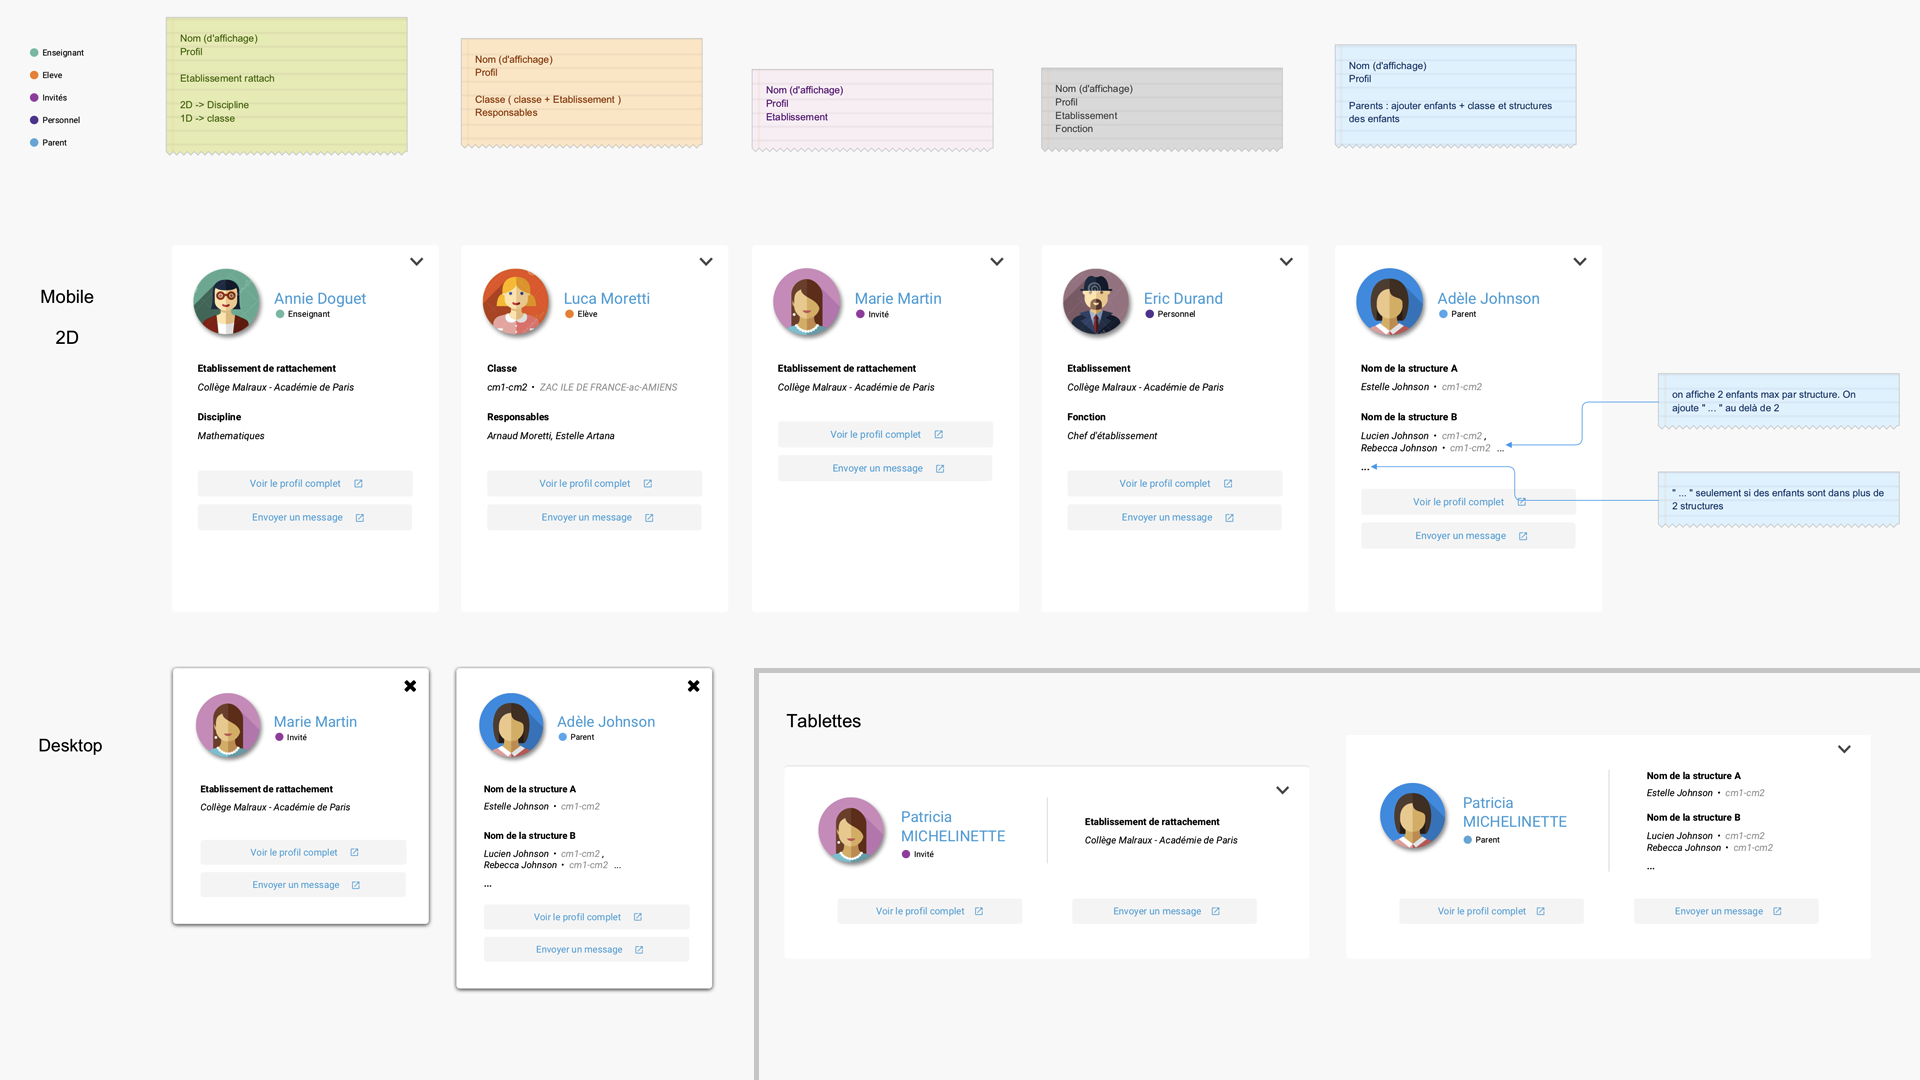 Enseignant
Eleve
Invités
Personnel
Parent
Nom (d'affichage)
Profil
Etablissement rattach
2D -> Discipline
1D -> classe
Nom (d'affichage)
Profil
Classe ( classe + Etablissement )
Responsables
Nom (d'affichage)
Profil
Etablissement
Nom (d'affichage)
Profil
Etablissement
Fonction
Nom (d'affichage)
Profil
Parents : ajouter enfants + classe et structures
des enfants
Mobile
2D
Annie Doguet
Enseignant
Etablissement de rattachement
Collège Malraux - Académie de Paris
Discipline
Mathematiques
Voir le profil complet
Envoyer un message
Luca Moretti
Elève
Classe
cm1-cm2 • ZAC ILE DE FRANCE-ac-AMIENS
Responsables
Arnaud Moretti, Estelle Artana
Voir le profil complet
Envoyer un message
Marie Martin
Invité
Etablissement de rattachement
Collège Malraux - Académie de Paris
Voir le profil complet
Envoyer un message
Eric Durand
Personnel
Etablissement
Collège Malraux - Académie de Paris
Fonction
Chef d'établissement
Voir le profil complet
Envoyer un message
Adèle Johnson
Parent
Nom de la structure A
Estelle Johnson • cm1-cm2
Nom de la structure B
Lucien Johnson • cm1-cm2 ,
Rebecca Johnson • cm1-cm2 ...
...
Voir le profil complet
Envoyer un message
on affiche 2 enfants max par structure. On
ajoute " ... " au delà de 2
" ... " seulement si des enfants sont dans plus de
2 structures
Desktop
Marie Martin
Invité
Etablissement de rattachement
Collège Malraux - Académie de Paris
Voir le profil complet
Envoyer un message
Adèle Johnson
Parent
Nom de la structure A
Estelle Johnson • cm1-cm2
Nom de la structure B
Lucien Johnson • cm1-cm2 ,
Rebecca Johnson • cm1-cm2 ...
...
Voir le profil complet
Envoyer un message
Tablettes
Patricia
MICHELINETTE
Invité
Etablissement de rattachement
Collège Malraux - Académie de Paris
Voir le profil complet
Envoyer un message
Patricia
MICHELINETTE
Parent
Nom de la structure A
Estelle Johnson • cm1-cm2
Nom de la structure B
Lucien Johnson • cm1-cm2
Rebecca Johnson • cm1-cm2
...
Voir le profil complet
Envoyer un message